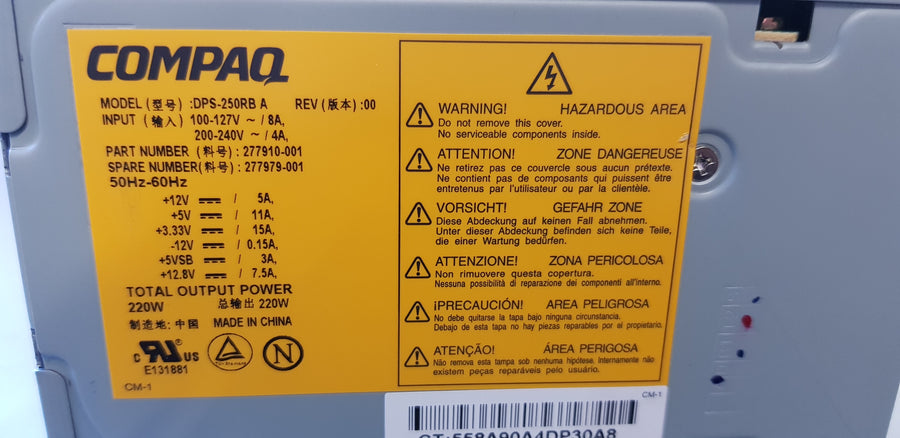 COMPAQ
MODEL (型号) :DPS-250RB A REV (版本) :00
INPUT (输入) 100-127V ~ / 8A,
200-240V ~ / 4A,
PART NUMBER (料号) : 277910-001
SPARE NUMBER(料号) : 277979-001
50Hz-60Hz
+12V / 5A,
+5V / 11A,
+3.33V / 15A,
-12V / 0.15A,
+5VSB / 3A,
+12.8V / 7.5A,
TOTAL OUTPUT POWER
220W 总输出 220W
制造地: 中国 MADE IN CHINA
c RU ® US
E131881
N
CM-1
WARNING! HAZARDOUS AREA
Do not remove this cover.
No serviceable components inside.
ATTENTION! ZONE DANGEREUSE
Ne retirez pas ce couvercle sous aucun prétexte.
Ne contient pas de composants qui puissent être
entretenus par l'utilisateur ou par la clientèle.
VORSICHT! GEFAHR ZONE
Diese Abdeckung auf keinen Fall abnehmen.
Unter dieser Abdeckung befinden sich keine Teile,
die einer Wartung bedürfen.
ATTENZIONE! ZONA PERICOLOSA
Non rimuovere questa copertura.
Nessuna possibilità di reparazione dei componenti all'interno.
¡PRECAUCIÓN! AREA PELIGROSA
No debe quitarse la tapa bajo ninguna circunstancia.
Debajo de esta tapa no hay piezas reparables por el propietario.
ATENÇÃO! ÁREA PERIGOSA
Não remova esta tampa sob nenhuma hipótese. Internamente não
existem peças reparáveis pelo usuário.
CM-1
CT:558A90A4DP30A8